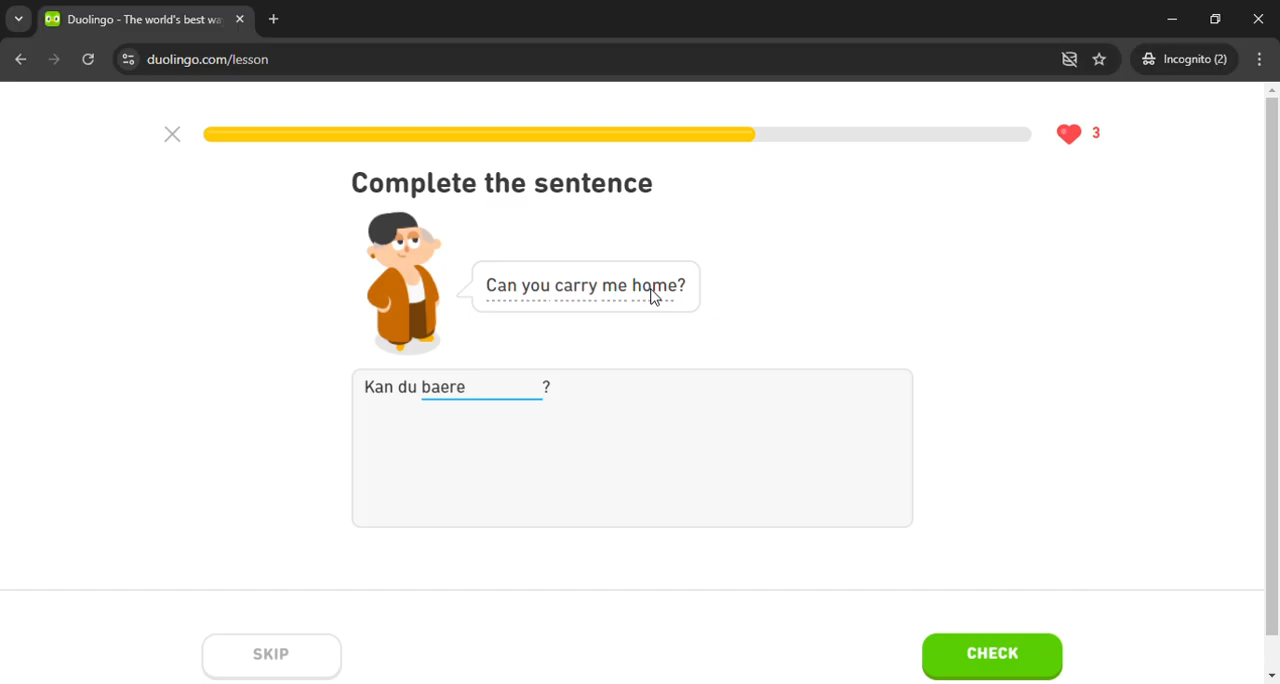 Duolingo - The world's best wa
duolingo.com/lesson
Incognito (2)
3
Complete the sentence
Can you carry me home?
Kan du baere ?
SKIP
CHECK